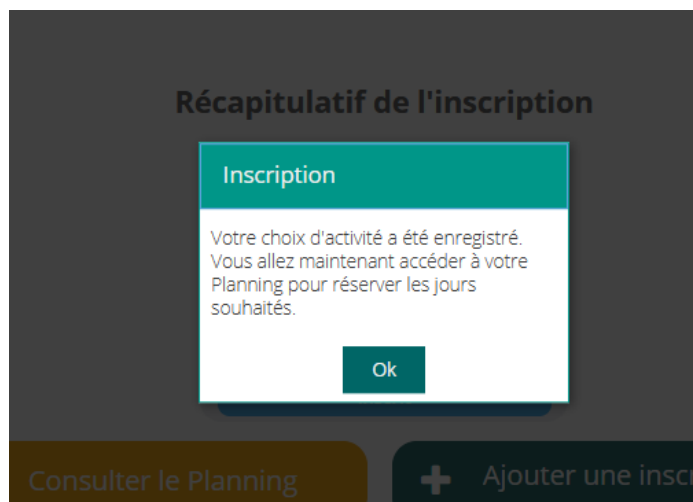 Récapitulatif de l'inscription
Inscription
Votre choix d'activité a été enregistré.
Vous allez maintenant accéder à votre
Planning pour réserver les jours
souhaités.
Ok
Consulter le Planning
Ajouter une inscr